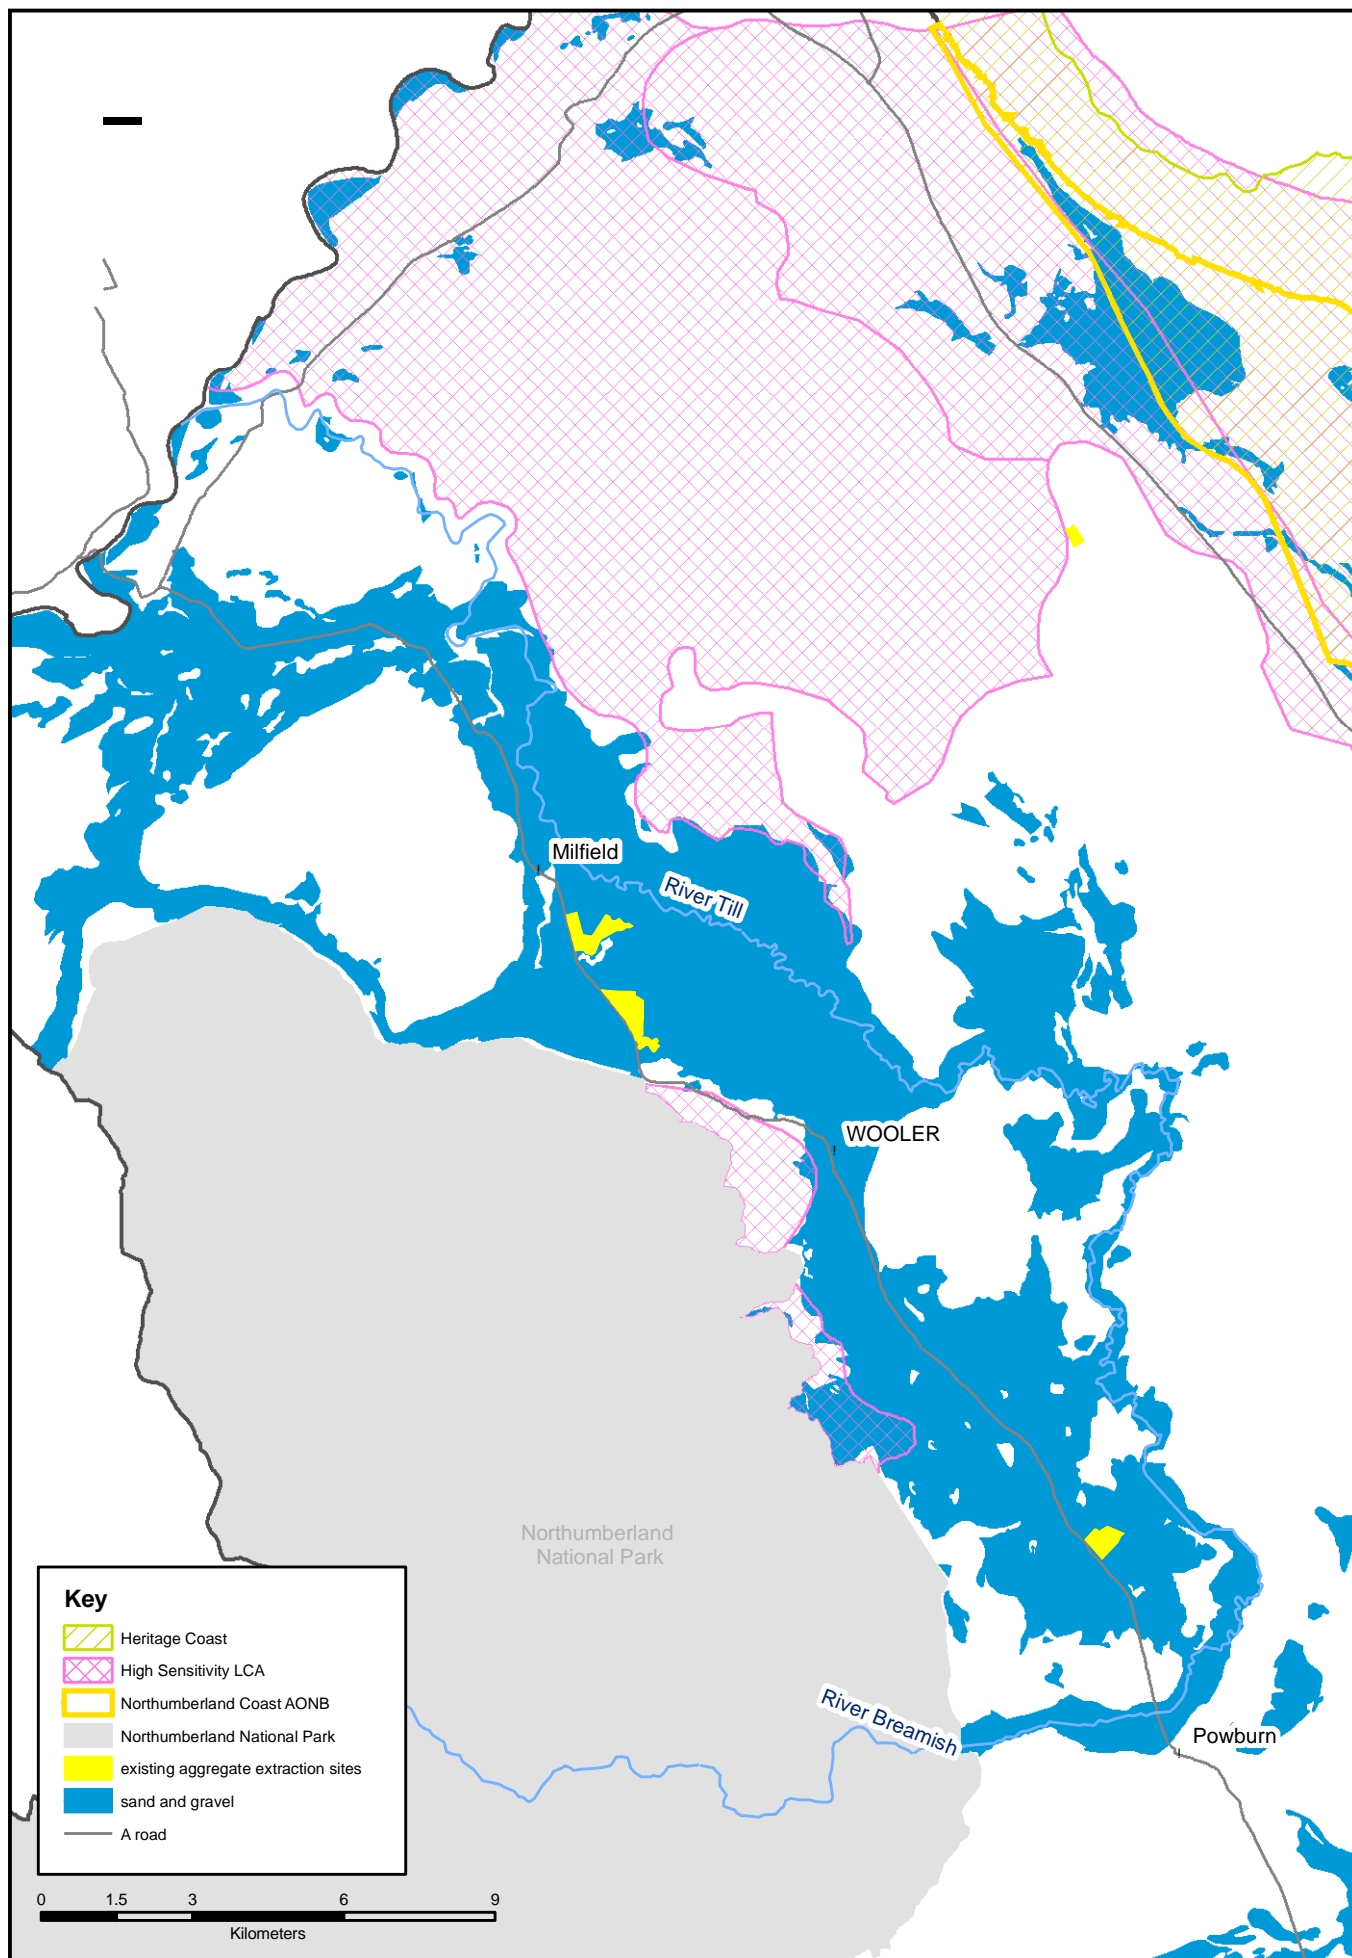 Milfield
River Till
WOOLER
Northumberland
National Park
River Breamish
Powburn
Key
Heritage Coast
High Sensitivity LCA
Northumberland Coast AONB
Northumberland National Park
existing aggregate extraction sites
sand and gravel
A road
0 1.5 3 6 9
Kilometers